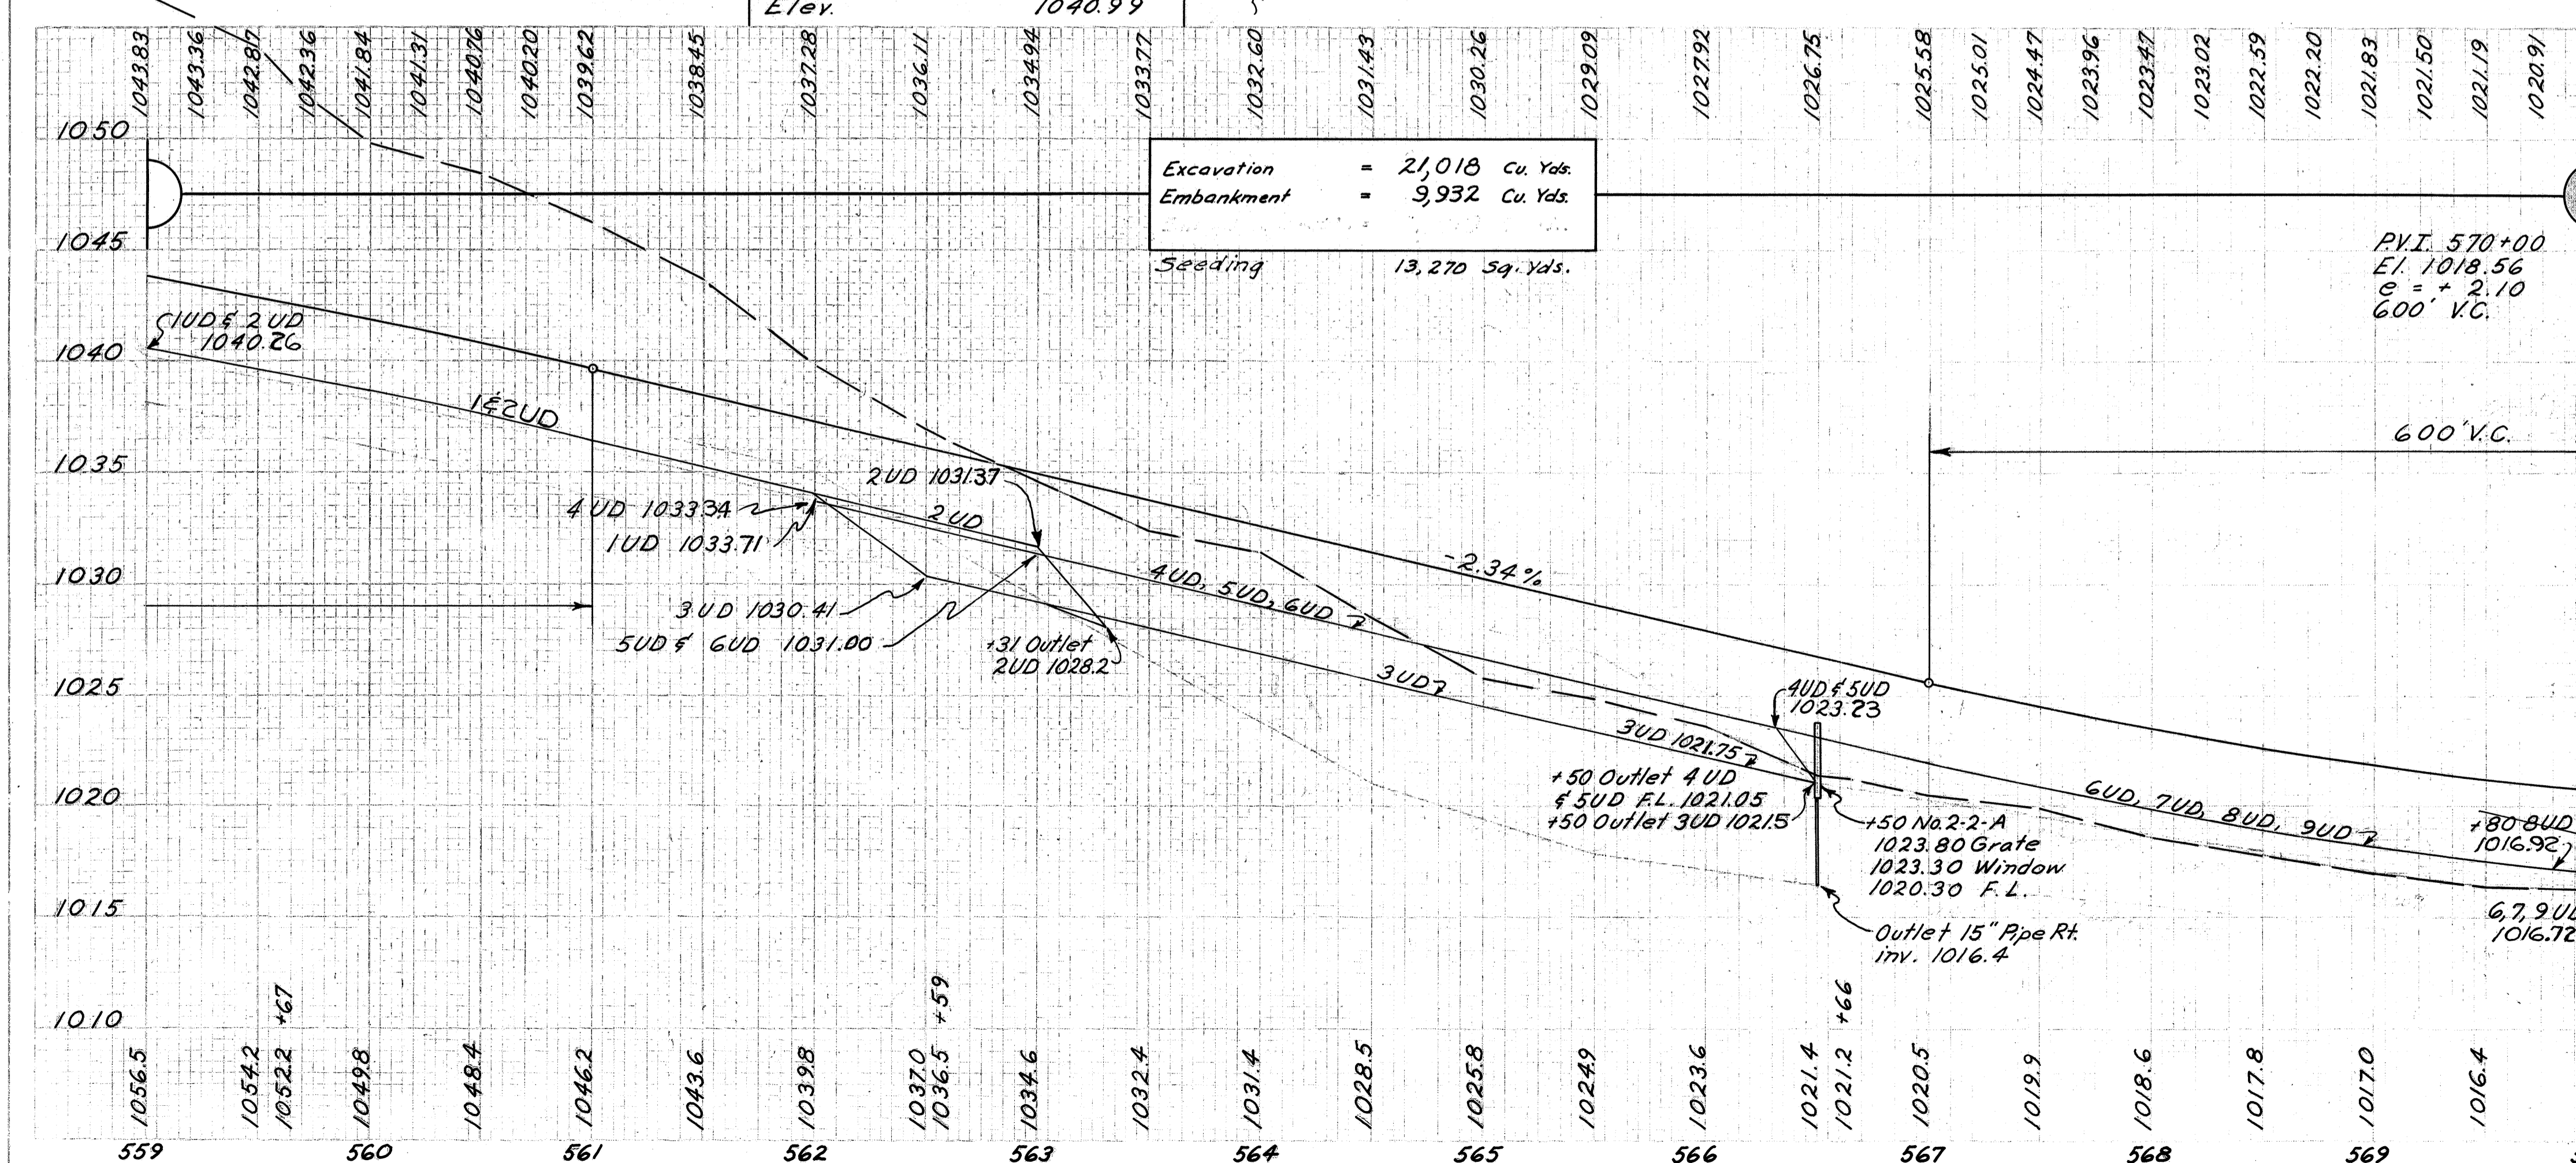 Elev. 1040.99
1043.83 1043.36 1042.87 1042.36 1041.84 1041.31 1040.76 1040.20 1039.62 1038.45 1037.28 1036.11 1034.94 1033.77 1032.60 1031.43 1030.26 1029.09 1027.92 1026.75 1025.58 1025.01 1024.47 1023.96 1023.47 1023.02 1022.59 1022.20 1021.83 1021.50 1021.19 1020.91
1050
Excavation = 21,018 Cu. Yds.
Embankment = 9,932 Cu. Yds.
Seeding 13,270 Sq. Yds.
1045
P.V.I. 570+00
El. 1018.56
e = + 2.10
600' V.C.
1UD & 2UD
1040.26
1040
1&2UD
600' V.C.
1035
2UD 1031.37
4UD 1033.34
2UD
1UD 1033.71
-2.34%
1030
4UD, 5UD, 6UD
3UD 1030.41
5UD & 6UD 1031.00
+31 Outlet
2UD 1028.2
1025
3UD
4UD & 5UD
1023.23
3UD 1021.75
1020
+50 Outlet 4UD
& 5UD F.L. 1021.05
+50 Outlet 3UD 1021.5
6UD, 7UD, 8UD, 9UD
+50 No. 2-2-A
1023.80 Grate
1023.30 Window
1020.30 F.L.
+80 8UD
1016.92
1015
6,7,9 UD
1016.72
Outlet 15" Pipe Rt.
inv. 1016.4
1010
+67 +59 +66
1056.5 1054.2 1052.2 1049.8 1048.4 1046.2 1043.6 1039.8 1037.0 1036.5 1034.6 1032.4 1031.4 1028.5 1025.8 1024.9 1023.6 1021.4 1021.2 1020.5 1019.9 1018.6 1017.8 1017.0 1016.4
559 560 561 562 563 564 565 566 567 568 569